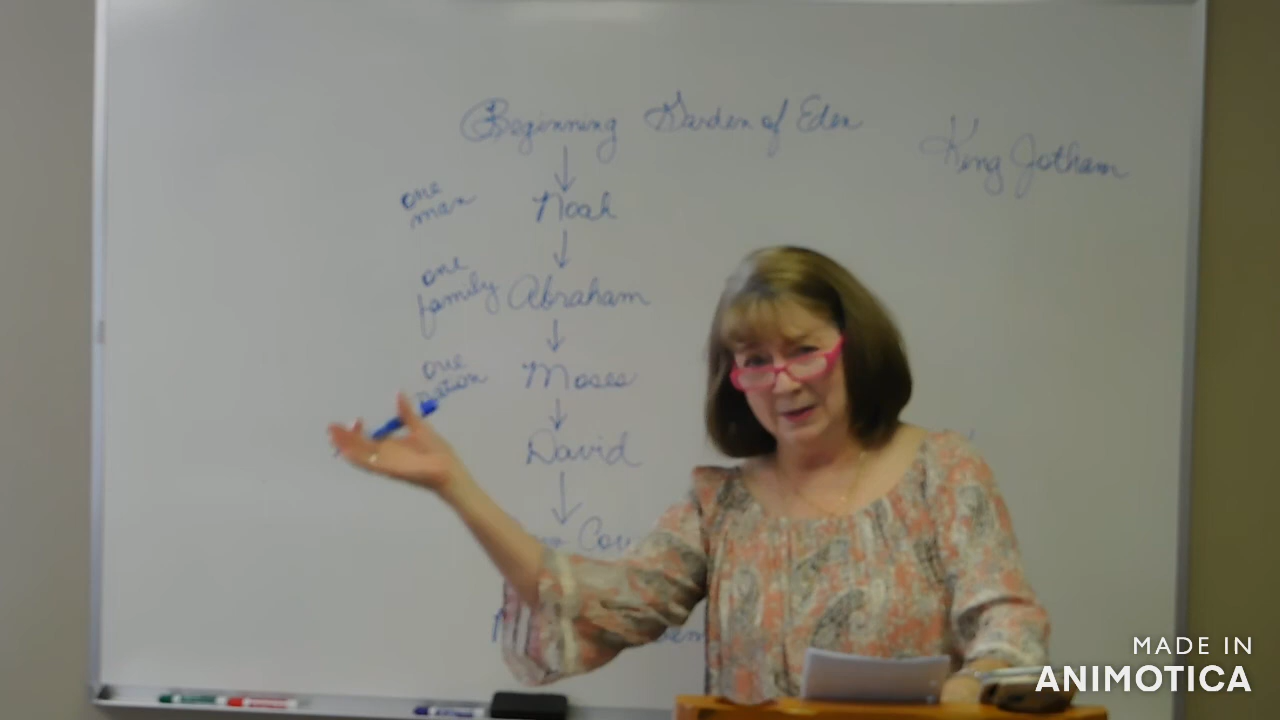 Beginning Garden of Eden
King Jotham
one
man
Noah
one
family
Abraham
one
nation
Moses
David
Cov
MADE IN
ANIMOTICA